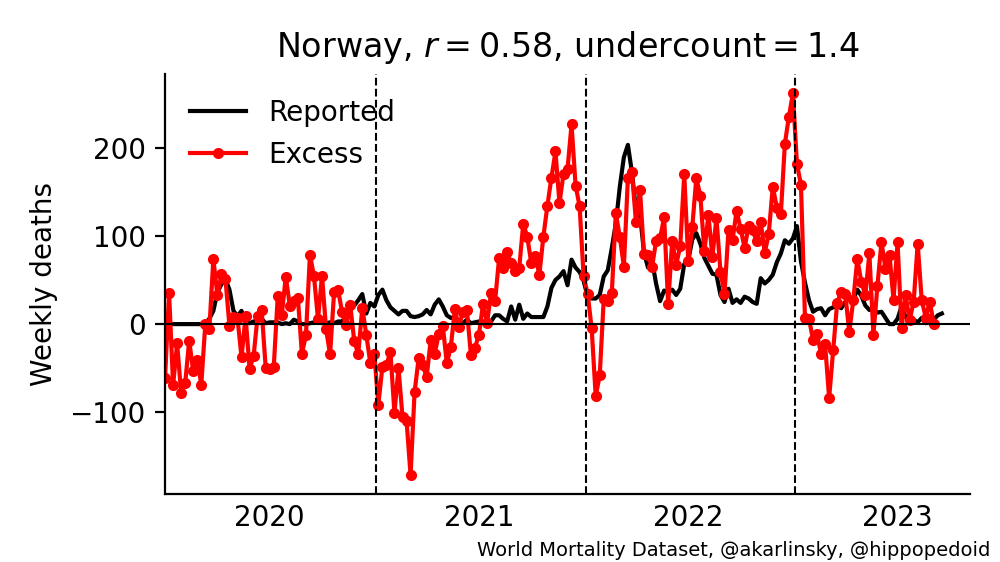 Norway, r = 0.58, undercount = 1.4
Reported
Excess
Weekly deaths
200
100
0
−100
2020 2021 2022 2023
World Mortality Dataset, @akarlinsky, @hippopedoid